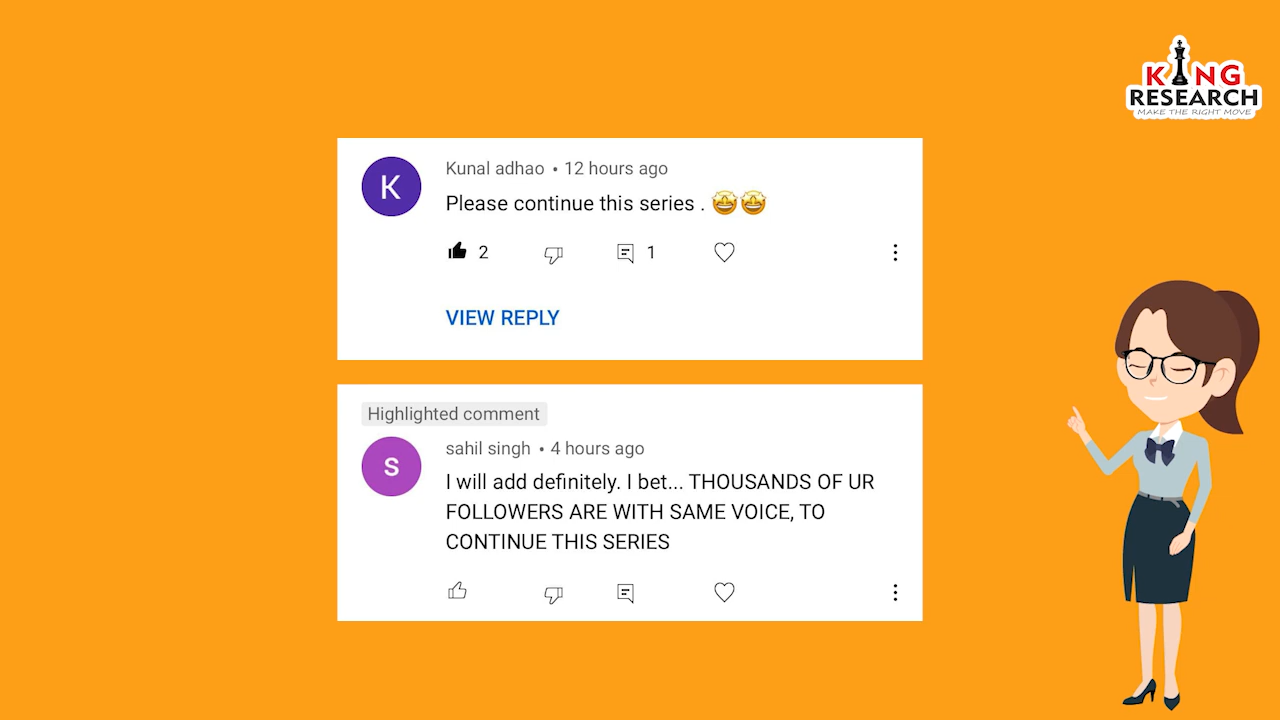 KING
RESEARCH
MAKE THE RIGHT MOVE
K
Kunal adhao • 12 hours ago
Please continue this series . 🤩🤩
2
1
VIEW REPLY
Highlighted comment
s
sahil singh • 4 hours ago
I will add definitely. I bet... THOUSANDS OF UR
FOLLOWERS ARE WITH SAME VOICE, TO
CONTINUE THIS SERIES